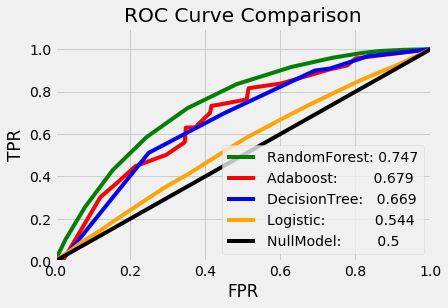 ROC Curve Comparison
1.0
0.8
0.6
0.4
0.2
0.0
TPR
RandomForest: 0.747
Adaboost: 0.679
DecisionTree: 0.669
Logistic: 0.544
NullModel: 0.5
0.0 0.2 0.4 0.6 0.8 1.0
FPR